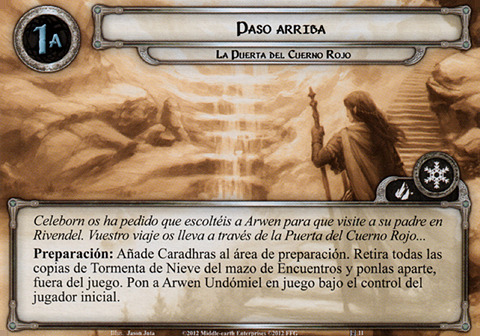 1A
Paso arriba
La Puerta del Cuerno Rojo
Celeborn os ha pedido que escoltéis a Arwen para que visite a su padre en
Rivendel. Vuestro viaje os lleva a través de la Puerta del Cuerno Rojo...
Preparación: Añade Caradhras al área de preparación. Retira todas las
copias de Tormenta de Nieve del mazo de Encuentros y ponlas aparte,
fuera del juego. Pon a Arwen Undómiel en juego bajo el control del
jugador inicial.
Jason Juta ©2012 Middle-earth Enterprises ©2012 FFG